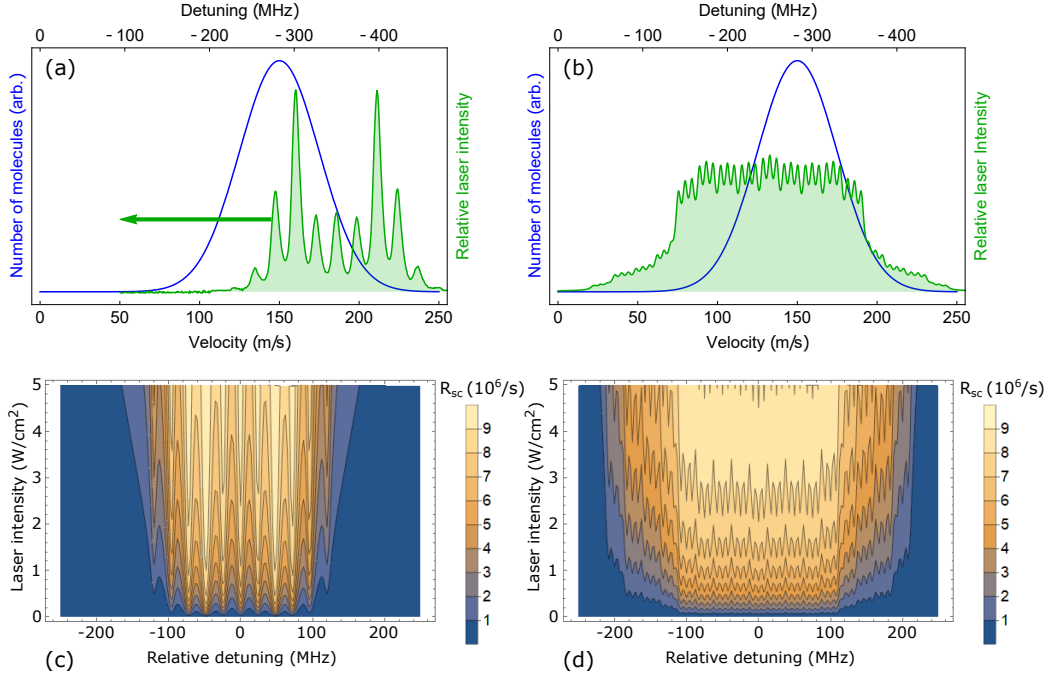 Detuning (MHz)
0 - 100 - 200 - 300 - 400
(a)
Number of molecules (arb.)
Relative laser intensity
0 50 100 150 200 250
Velocity (m/s)
Detuning (MHz)
0 - 100 - 200 - 300 - 400
(b)
Number of molecules (arb.)
Relative laser Intensity
0 50 100 150 200 250
Velocity (m/s)
5
4
3
2
1
0
Laser intensity (W/cm²)
-200 -100 0 100 200
(c)
Relative detuning (MHz)
Rsc (10⁶/s)
9
8
7
6
5
4
3
2
1
5
4
3
2
1
0
Laser intensity (W/cm²)
-200 -100 0 100 200
(d)
Relative detuning (MHz)
Rsc (10⁶/s)
9
8
7
6
5
4
3
2
1